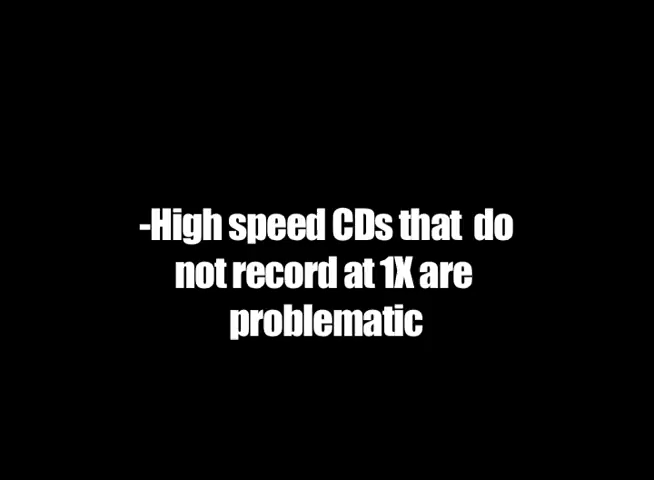 -High speed CDs that  do
not record at 1X are
problematic